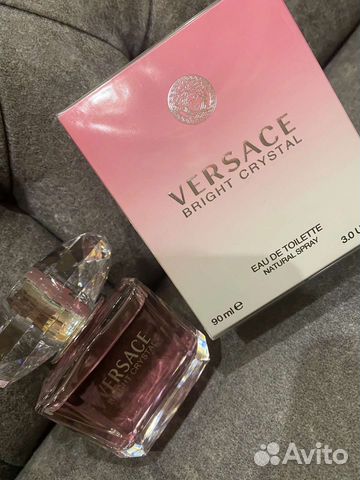 VERSACE
BRIGHT CRYSTAL
EAU DE TOILETTE
NATURAL SPRAY
90 ml e 3.0 U
VERSACE
BRIGHT CRYSTAL
Avito